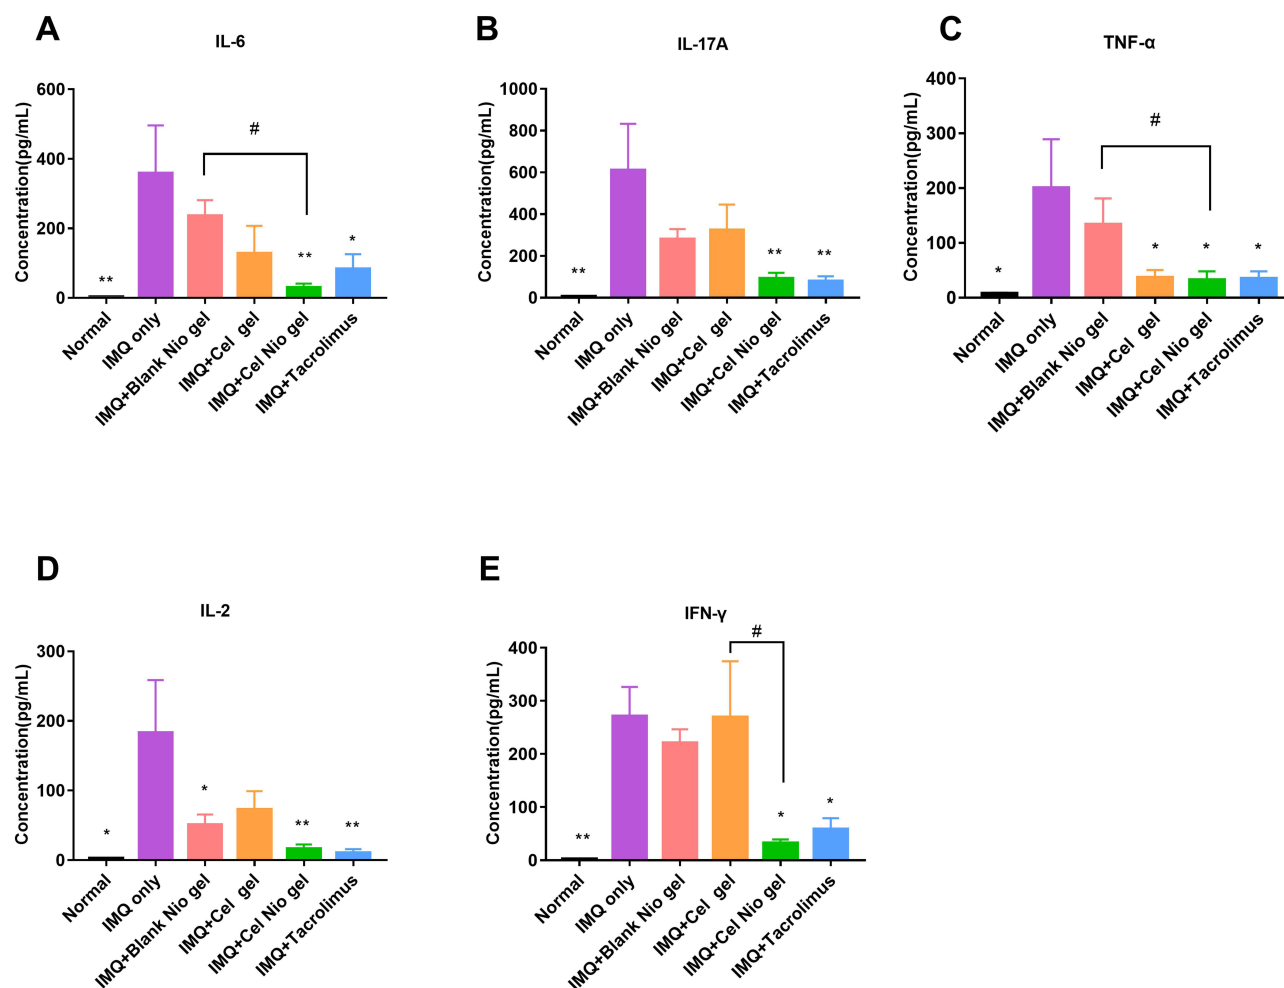 A
IL-6
Concentration(pg/mL)
600
400
200
0
#
**
**
*
Normal
IMQ only
IMQ+Blank Nio gel
IMQ+Cel gel
IMQ+Cel Nio gel
IMQ+Tacrolimus
B
IL-17A
Concentration(pg/mL)
1000
800
600
400
200
0
**
**
**
Normal
IMQ only
IMQ+Blank Nio gel
IMQ+Cel gel
IMQ+Cel Nio gel
IMQ+Tacrolimus
C
TNF-α
Concentration(pg/mL)
400
300
200
100
0
#
*
*
*
*
Normal
IMQ only
IMQ+Blank Nio gel
IMQ+Cel gel
IMQ+Cel Nio gel
IMQ+Tacrolimus
D
IL-2
Concentration(pg/mL)
300
200
100
0
*
*
**
**
Normal
IMQ only
IMQ+Blank Nio gel
IMQ+Cel gel
IMQ+Cel Nio gel
IMQ+Tacrolimus
E
IFN-γ
Concentration(pg/mL)
400
300
200
100
0
#
**
*
*
Normal
IMQ only
IMQ+Blank Nio gel
IMQ+Cel gel
IMQ+Cel Nio gel
IMQ+Tacrolimus